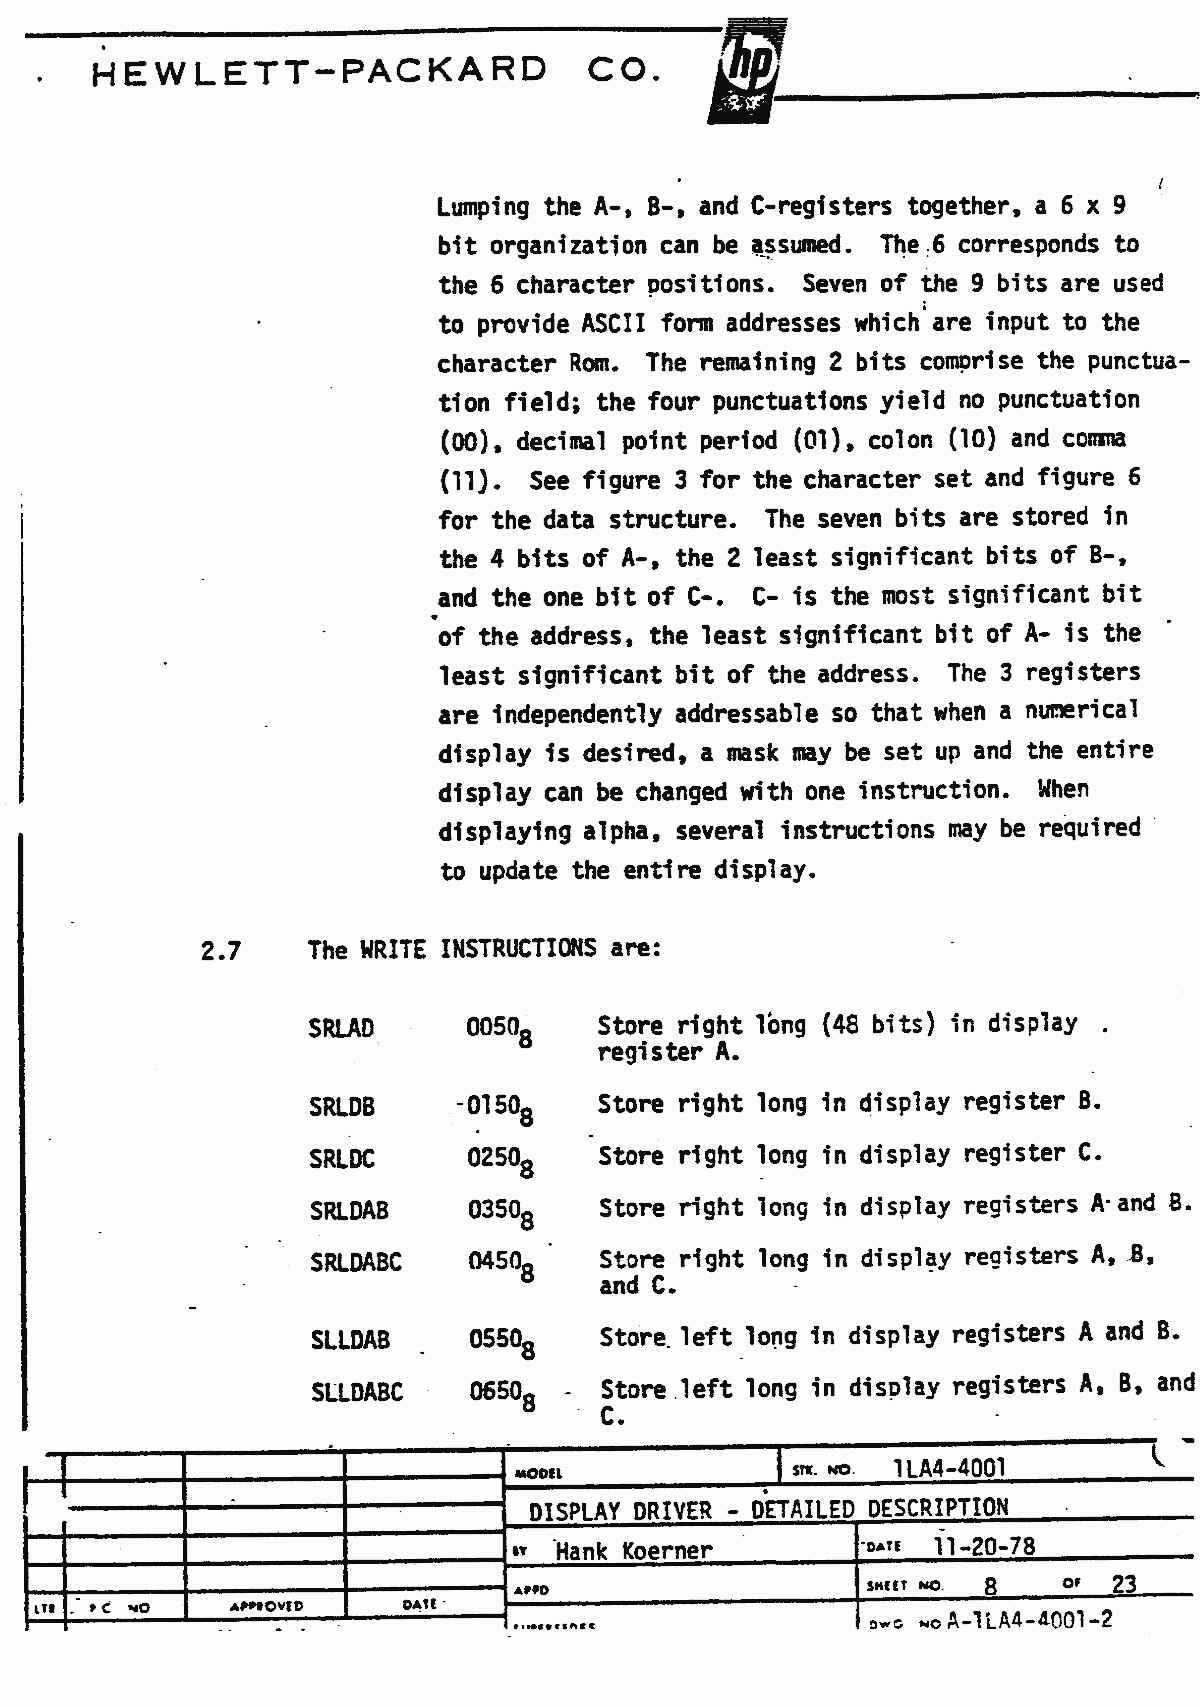 HEWLETT-PACKARD CO.
hp
Lumping the A-, B-, and C-registers together, a 6 x 9
bit organization can be assumed. The 6 corresponds to
the 6 character positions. Seven of the 9 bits are used
to provide ASCII form addresses which are input to the
character Rom. The remaining 2 bits comprise the punctua-
tion field; the four punctuations yield no punctuation
(00), decimal point period (01), colon (10) and comma
(11). See figure 3 for the character set and figure 6
for the data structure. The seven bits are stored in
the 4 bits of A-, the 2 least significant bits of B-,
and the one bit of C-. C- is the most significant bit
of the address, the least significant bit of A- is the
least significant bit of the address. The 3 registers
are independently addressable so that when a numerical
display is desired, a mask may be set up and the entire
display can be changed with one instruction. When
displaying alpha, several instructions may be required
to update the entire display.
2.7 The WRITE INSTRUCTIONS are:
SRLAD 0050₈ Store right long (48 bits) in display
register A.
SRLDB 0150₈ Store right long in display register B.
SRLDC 0250₈ Store right long in display register C.
SRLDAB 0350₈ Store right long in display registers A and B.
SRLDABC 0450₈ Store right long in display registers A, B,
and C.
SLLDAB 0550₈ Store left long in display registers A and B.
SLLDABC 0650₈ Store left long in display registers A, B, and
C.
MODEL STK. NO. 1LA4-4001
DISPLAY DRIVER - DETAILED DESCRIPTION
BY Hank Koerner DATE 11-20-78
APPD SHEET NO. 8 OF 23
LTR PC NO APPROVED DATE
DWG NO A-1LA4-4001-2